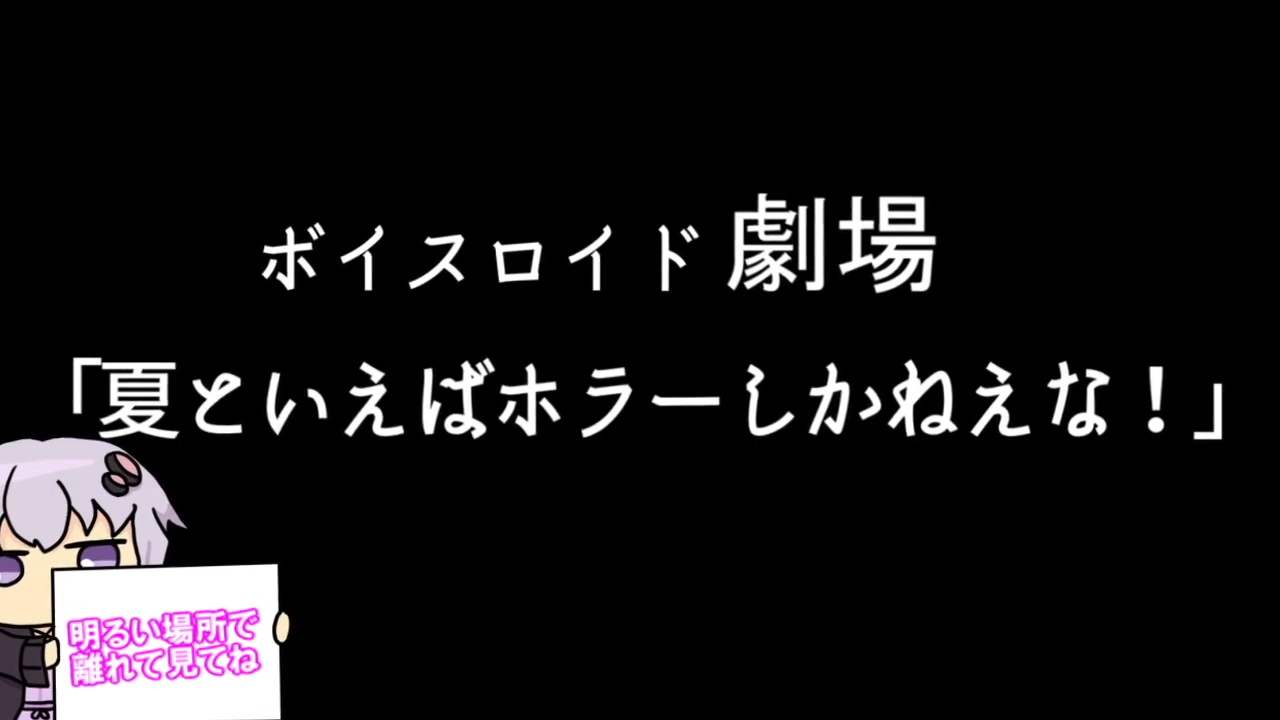 ボイスロイド劇場
「夏といえばホラーしかねえな！」
明るい場所で
離れて見てね